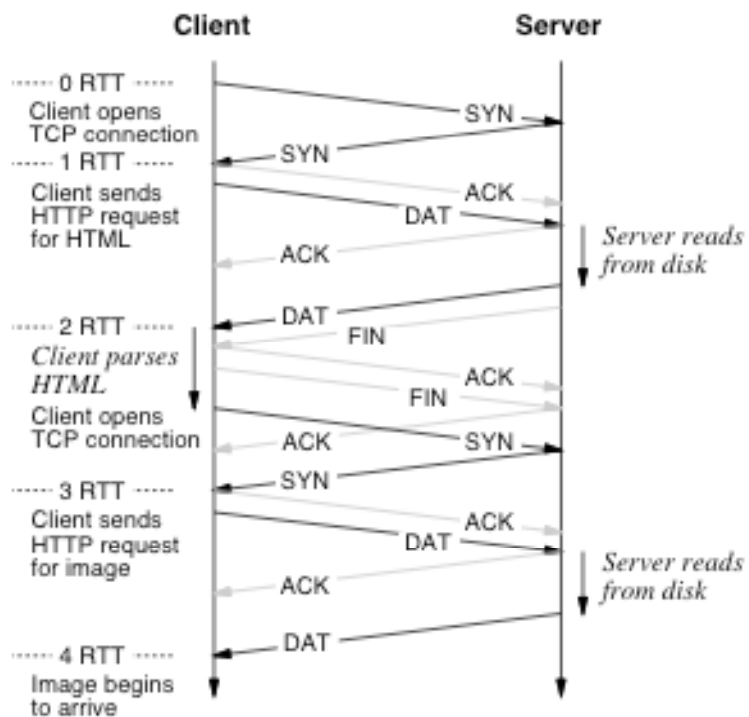 Client
Server
0 RTT
Client opens
TCP connection
SYN
SYN
1 RTT
Client sends
HTTP request
for HTML
ACK
DAT
ACK
Server reads
from disk
DAT
2 RTT
FIN
Client parses
HTML
ACK
FIN
Client opens
TCP connection
ACK
SYN
SYN
3 RTT
Client sends
HTTP request
for image
ACK
DAT
ACK
Server reads
from disk
DAT
4 RTT
Image begins
to arrive